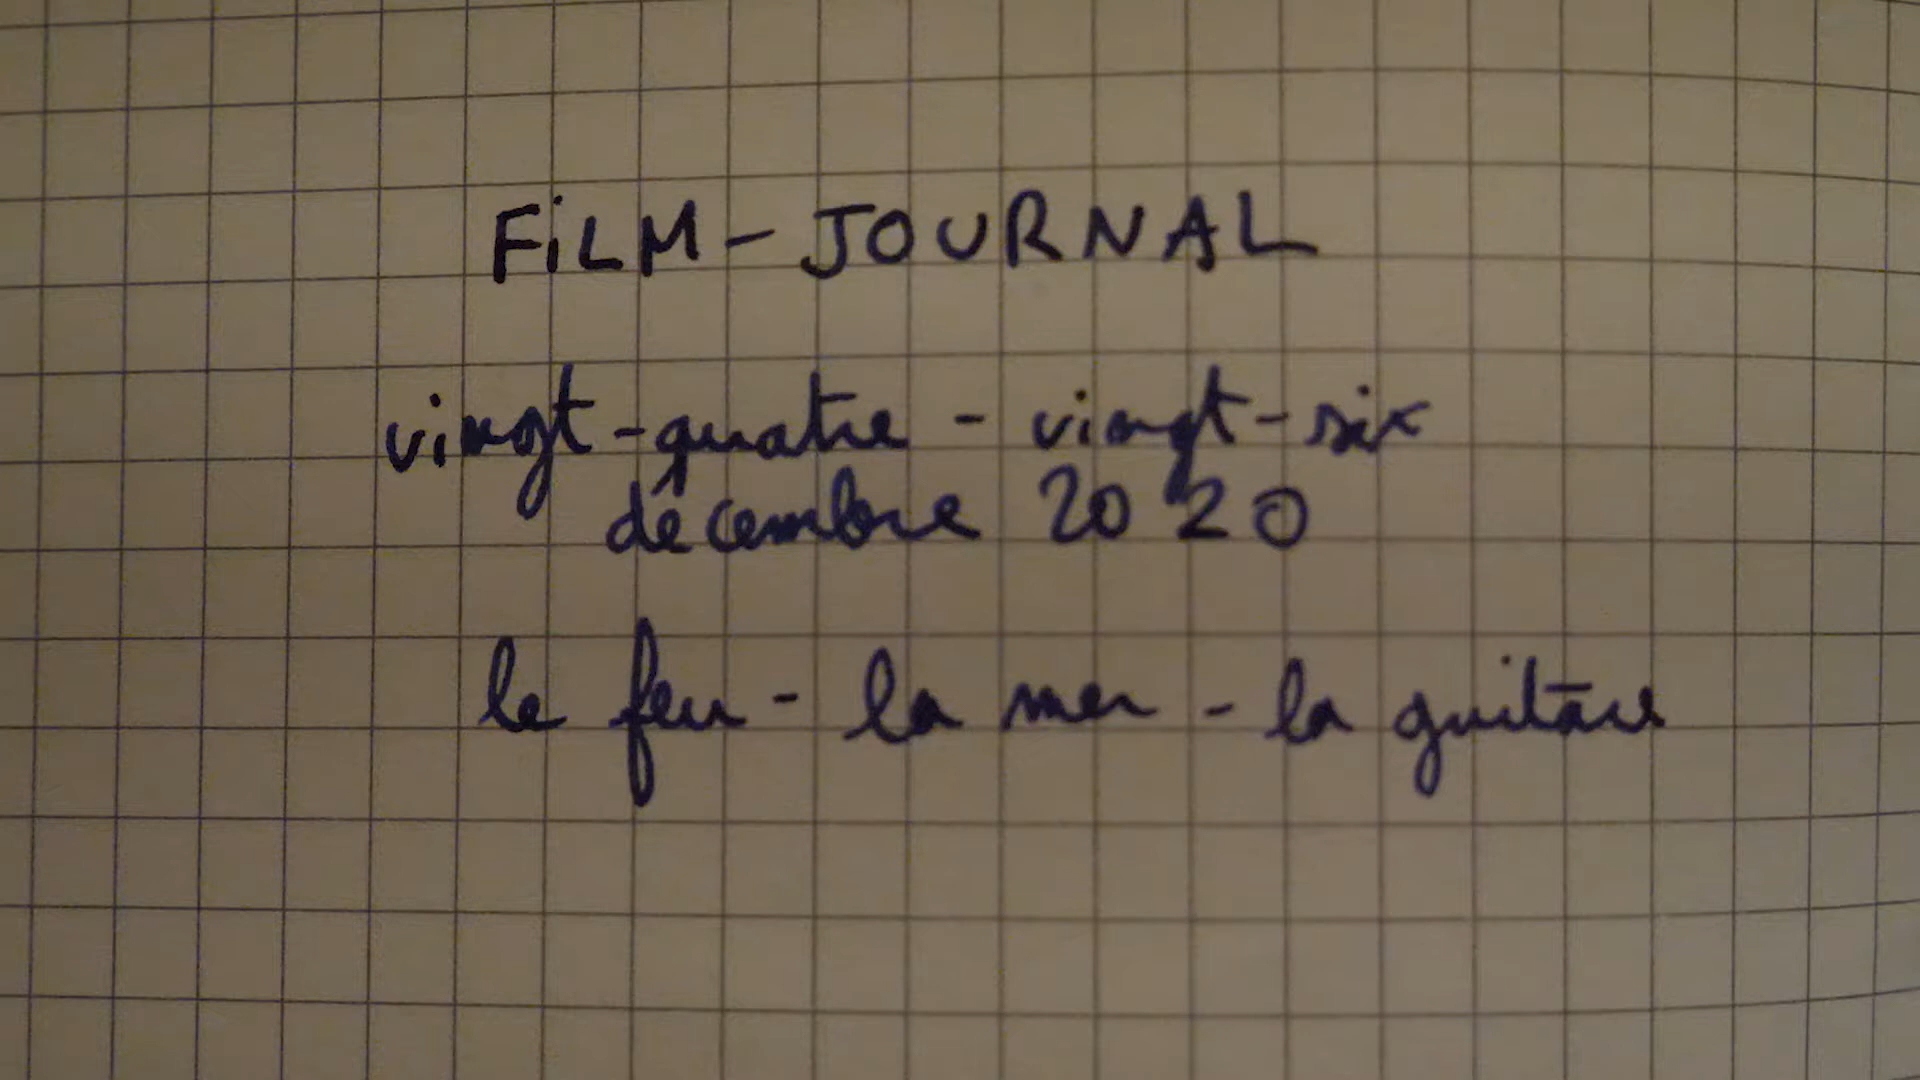 FiLM - JOURNAL
vingt-quatre - vingt-six
décembre 2020
le feu - la mer - la guitare